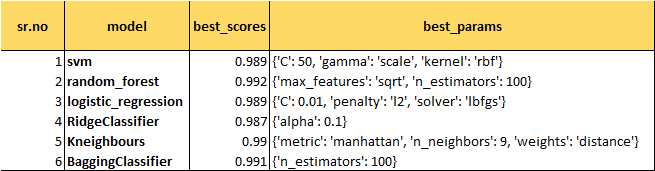 sr.no model best_scores best_params
1 svm 0.989 {'C': 50, 'gamma': 'scale', 'kernel': 'rbf'}
2 random_forest 0.992 {'max_features': 'sqrt', 'n_estimators': 100}
3 logistic_regression 0.989 {'C': 0.01, 'penalty': 'l2', 'solver': 'lbfgs'}
4 RidgeClassifier 0.987 {'alpha': 0.1}
5 Kneighbours 0.99 {'metric': 'manhattan', 'n_neighbors': 9, 'weights': 'distance'}
6 BaggingClassifier 0.991 {'n_estimators': 100}